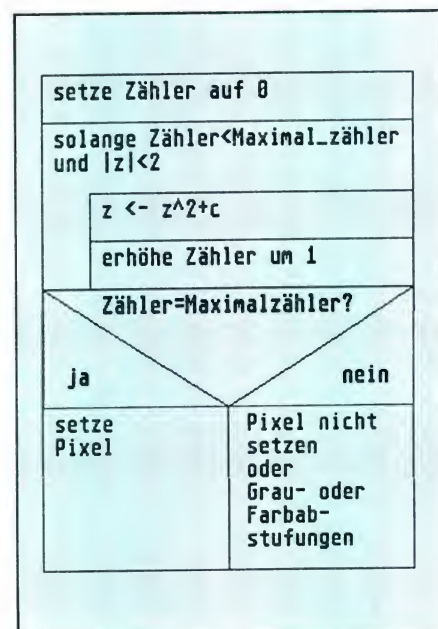 setze Zähler auf 0
solange Zähler<Maximal_zähler
und |z|<2
z <- z^2+c
erhöhe Zähler um 1
Zähler=Maximalzähler?
ja
nein
setze
Pixel
Pixel nicht
setzen
oder
Grau- oder
Farbab-
stufungen